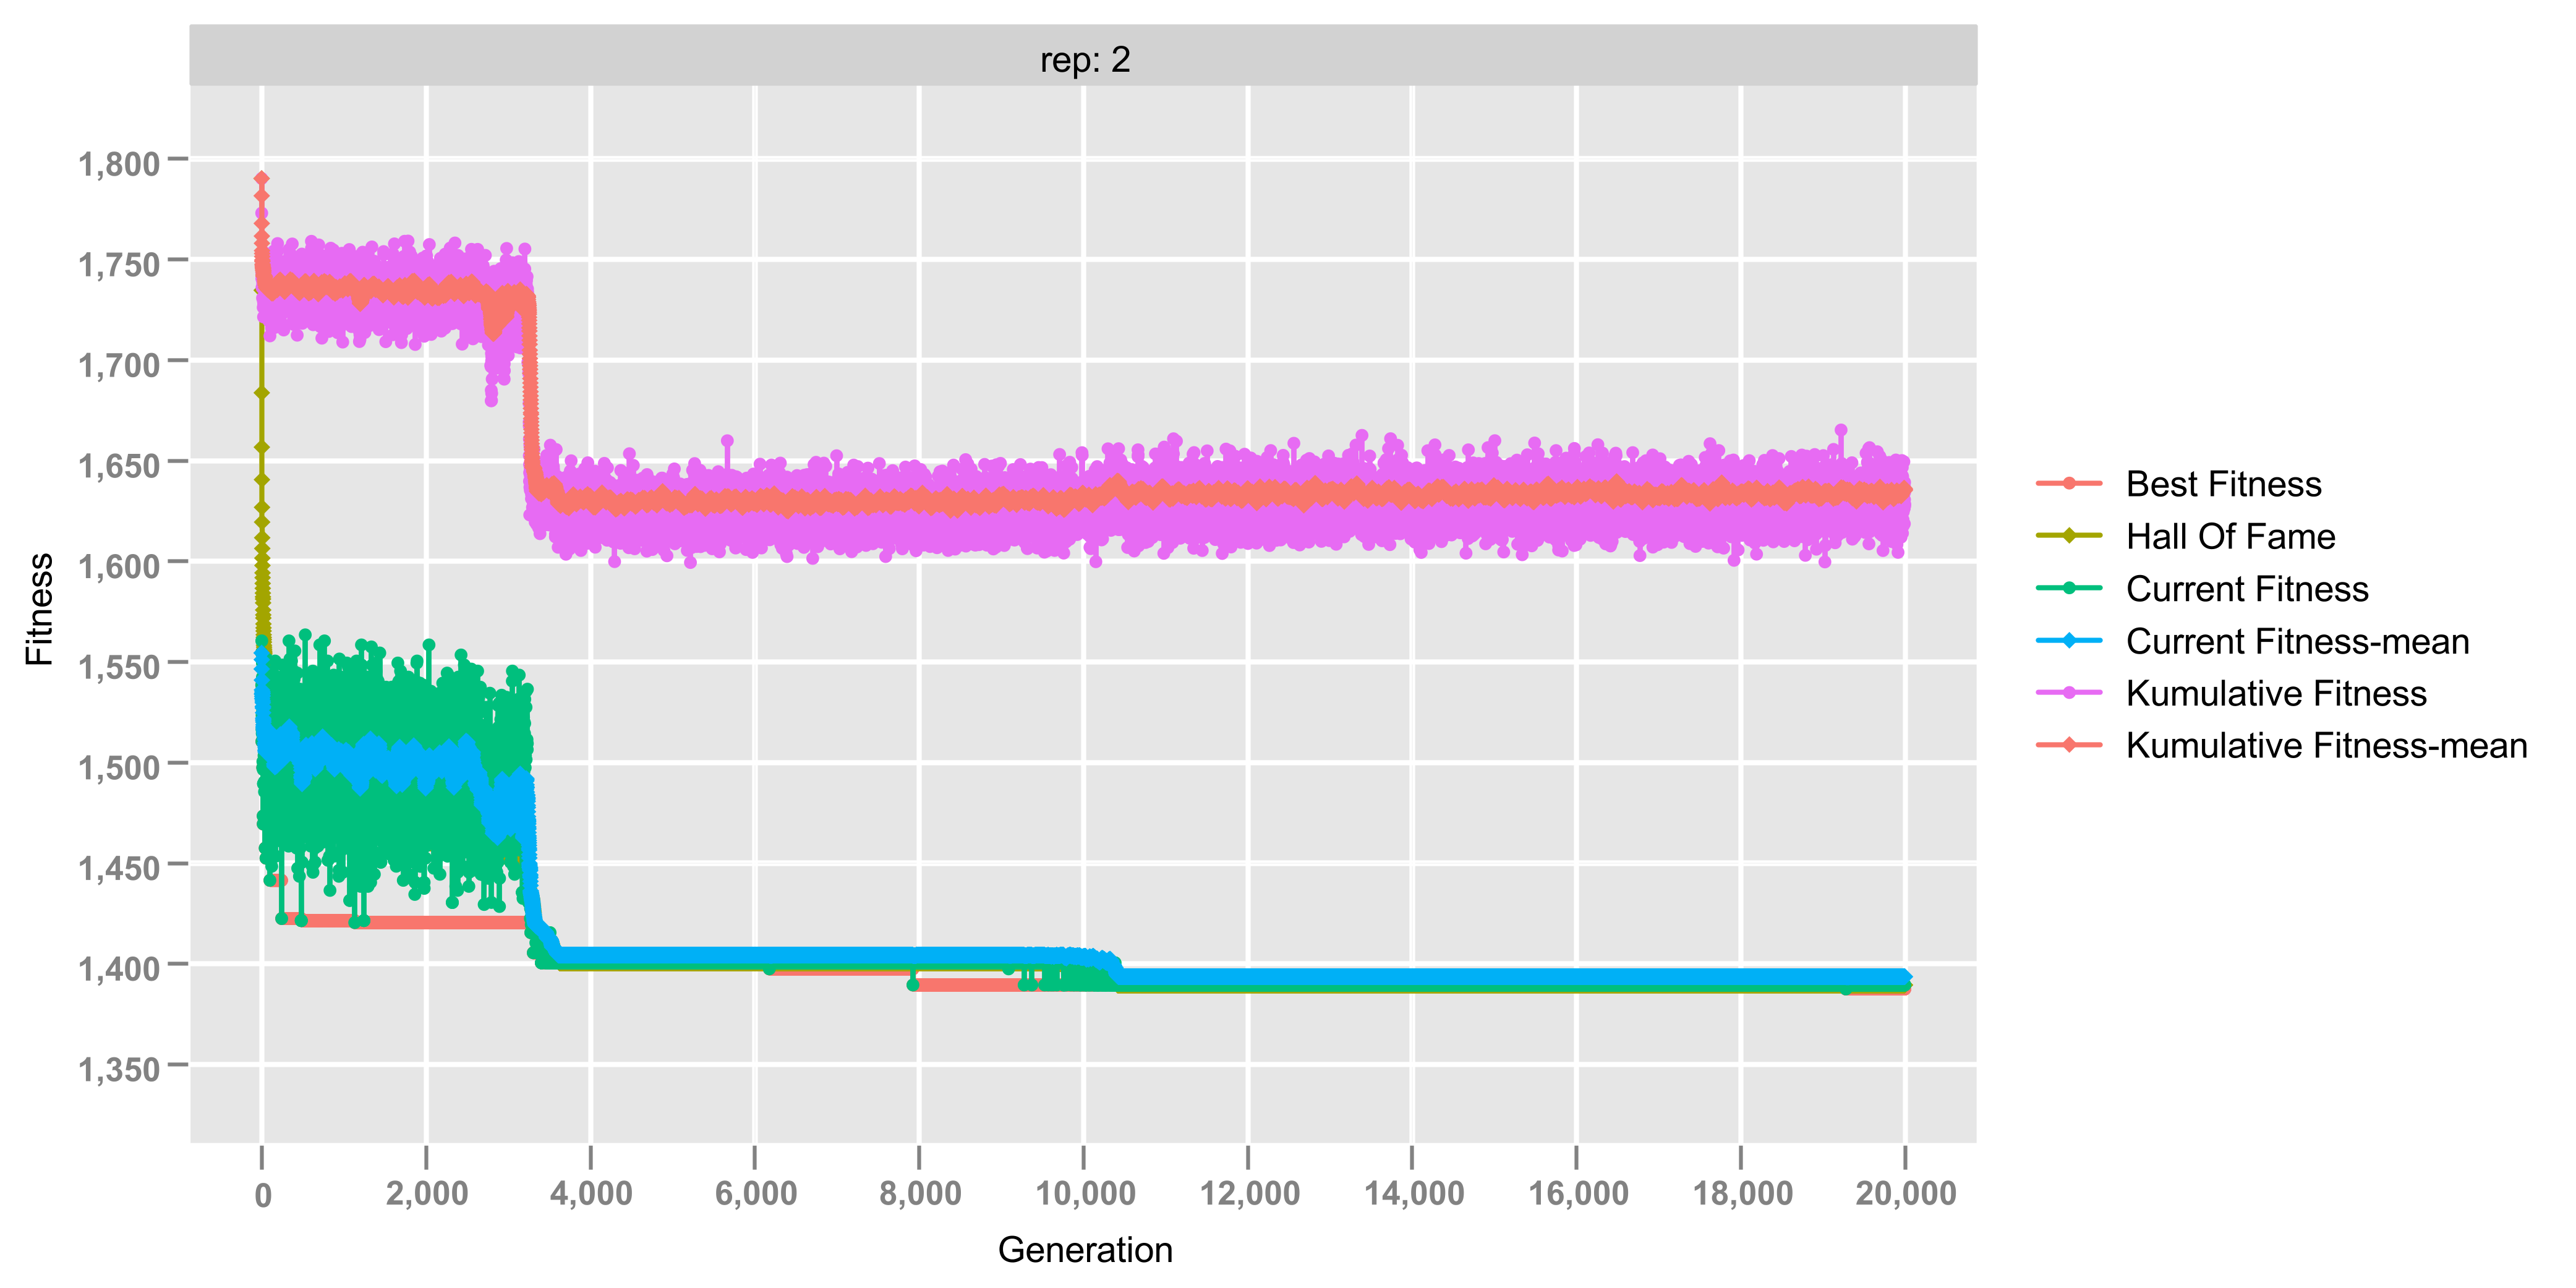 rep: 2
1,800
1,750
1,700
1,650
1,600
1,550
1,500
1,450
1,400
1,350
Fitness
0 2,000 4,000 6,000 8,000 10,000 12,000 14,000 16,000 18,000 20,000
Generation
Best Fitness
Hall Of Fame
Current Fitness
Current Fitness-mean
Kumulative Fitness
Kumulative Fitness-mean